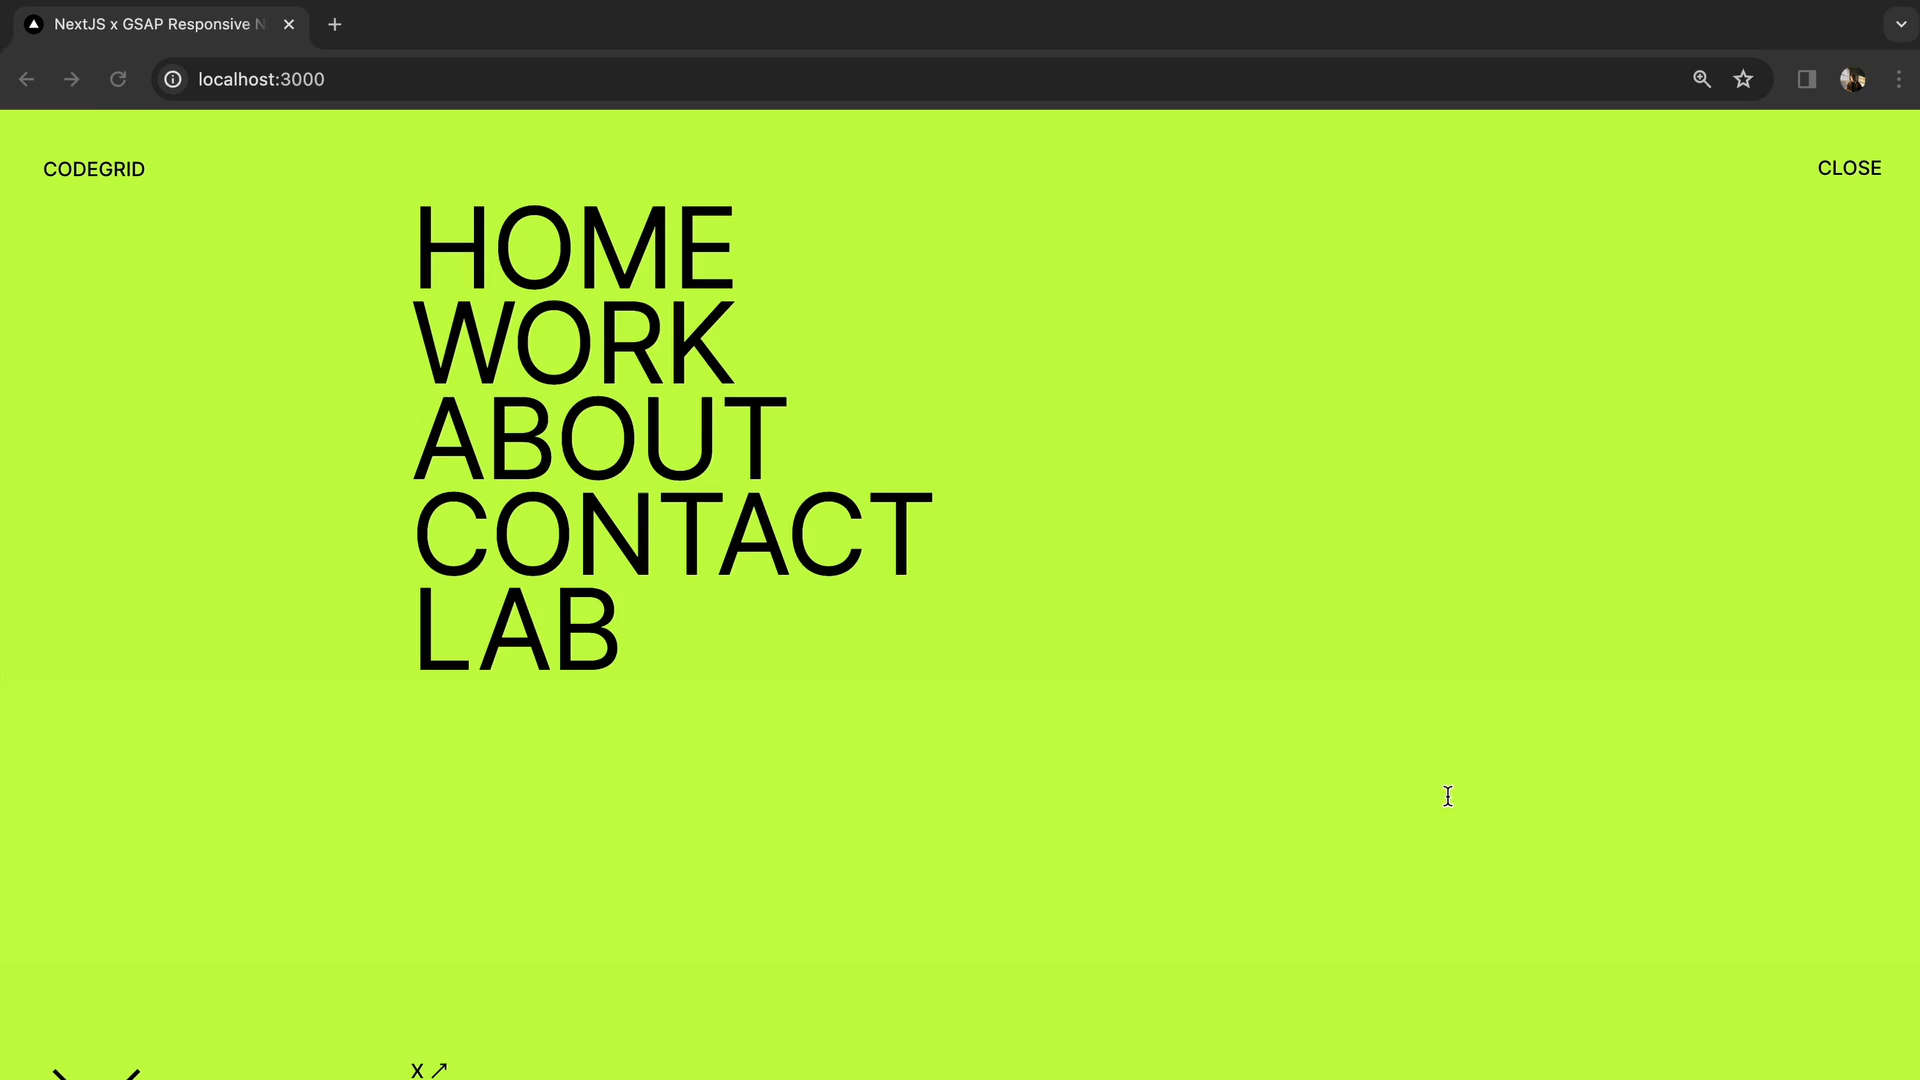 NextJS x GSAP Responsive N
localhost:3000
CODEGRID
CLOSE
HOME
WORK
ABOUT
CONTACT
LAB
X ↗